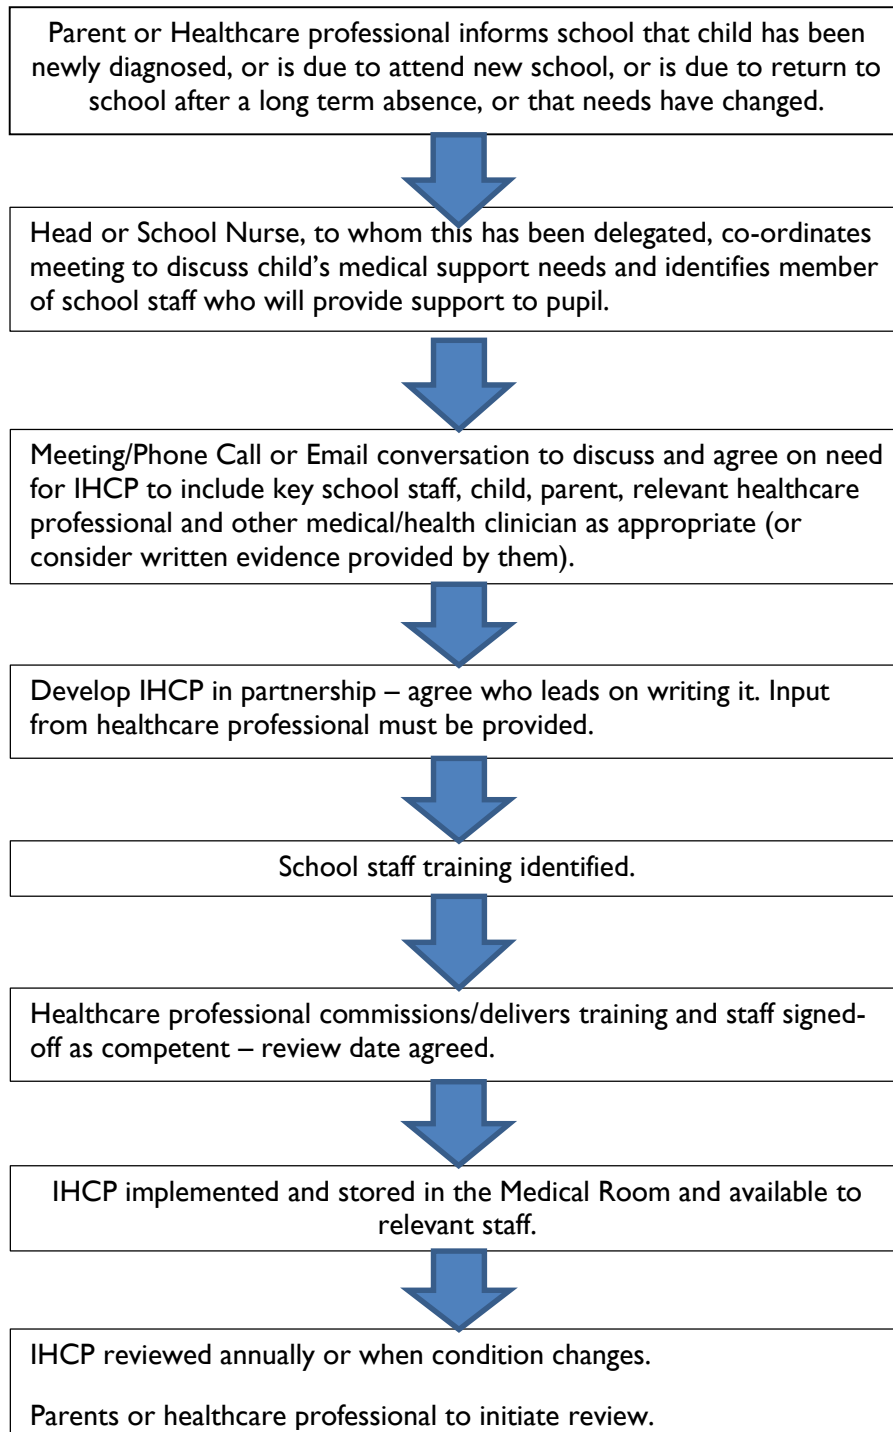 Parent or Healthcare professional informs school that child has been
newly diagnosed, or is due to attend new school, or is due to return to
school after a long term absence, or that needs have changed.
Head or School Nurse, to whom this has been delegated, co-ordinates
meeting to discuss child's medical support needs and identifies member
of school staff who will provide support to pupil.
Meeting/Phone Call or Email conversation to discuss and agree on need
for IHCP to include key school staff, child, parent, relevant healthcare
professional and other medical/health clinician as appropriate (or
consider written evidence provided by them).
Develop IHCP in partnership – agree who leads on writing it. Input
from healthcare professional must be provided.
School staff training identified.
Healthcare professional commissions/delivers training and staff signed-
off as competent – review date agreed.
IHCP implemented and stored in the Medical Room and available to
relevant staff.
IHCP reviewed annually or when condition changes.
Parents or healthcare professional to initiate review.